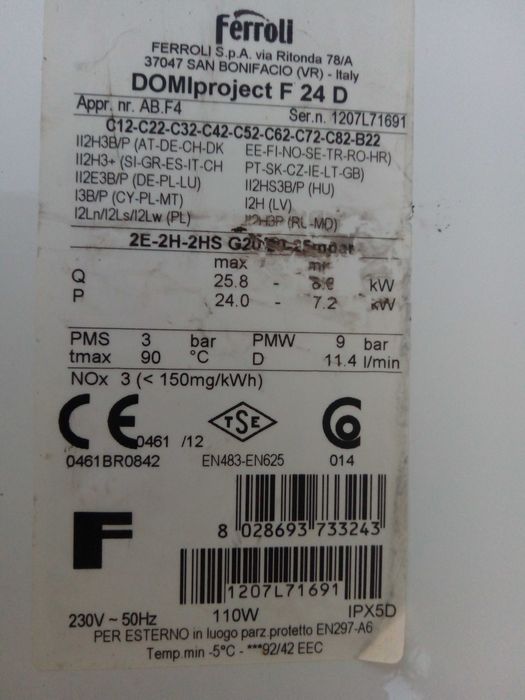 Ferroli
FERROLI S.p.A. via Ritonda 78/A
37047 SAN BONIFACIO (VR) - Italy
DOMIproject F 24 D
Appr. nr. AB.F4 Ser.n. 1207L71691
C12-C22-C32-C42-C52-C62-C72-C82-B22
II2H3B/P (AT-DE-CH-DK EE-FI-NO-SE-TR-RO-HR)
II2H3+ (SI-GR-ES-IT-CH PT-SK-CZ-IE-LT-GB)
II2E3B/P (DE-PL-LU) II2HS3B/P (HU)
I3B/P (CY-PL-MT) I2H (LV)
I2Ln/I2Ls/I2Lw (PL) II2H3P
2E-2H-2HS G20
max
Q 25.8 - kW
P 24.0 - 7.2 kW
PMS 3 bar PMW 9 bar
tmax 90 °C D 11.4 l/min
NOx 3 (< 150mg/kWh)
CE 0461 /12 TSE
0461BR0842 EN483-EN625 014
8 028693 733243
F
1207L71691
230V ~ 50Hz 110W IPX5D
PER ESTERNO in luogo parz.protetto EN297-A6
Temp.min -5°C - ***92/42 EEC